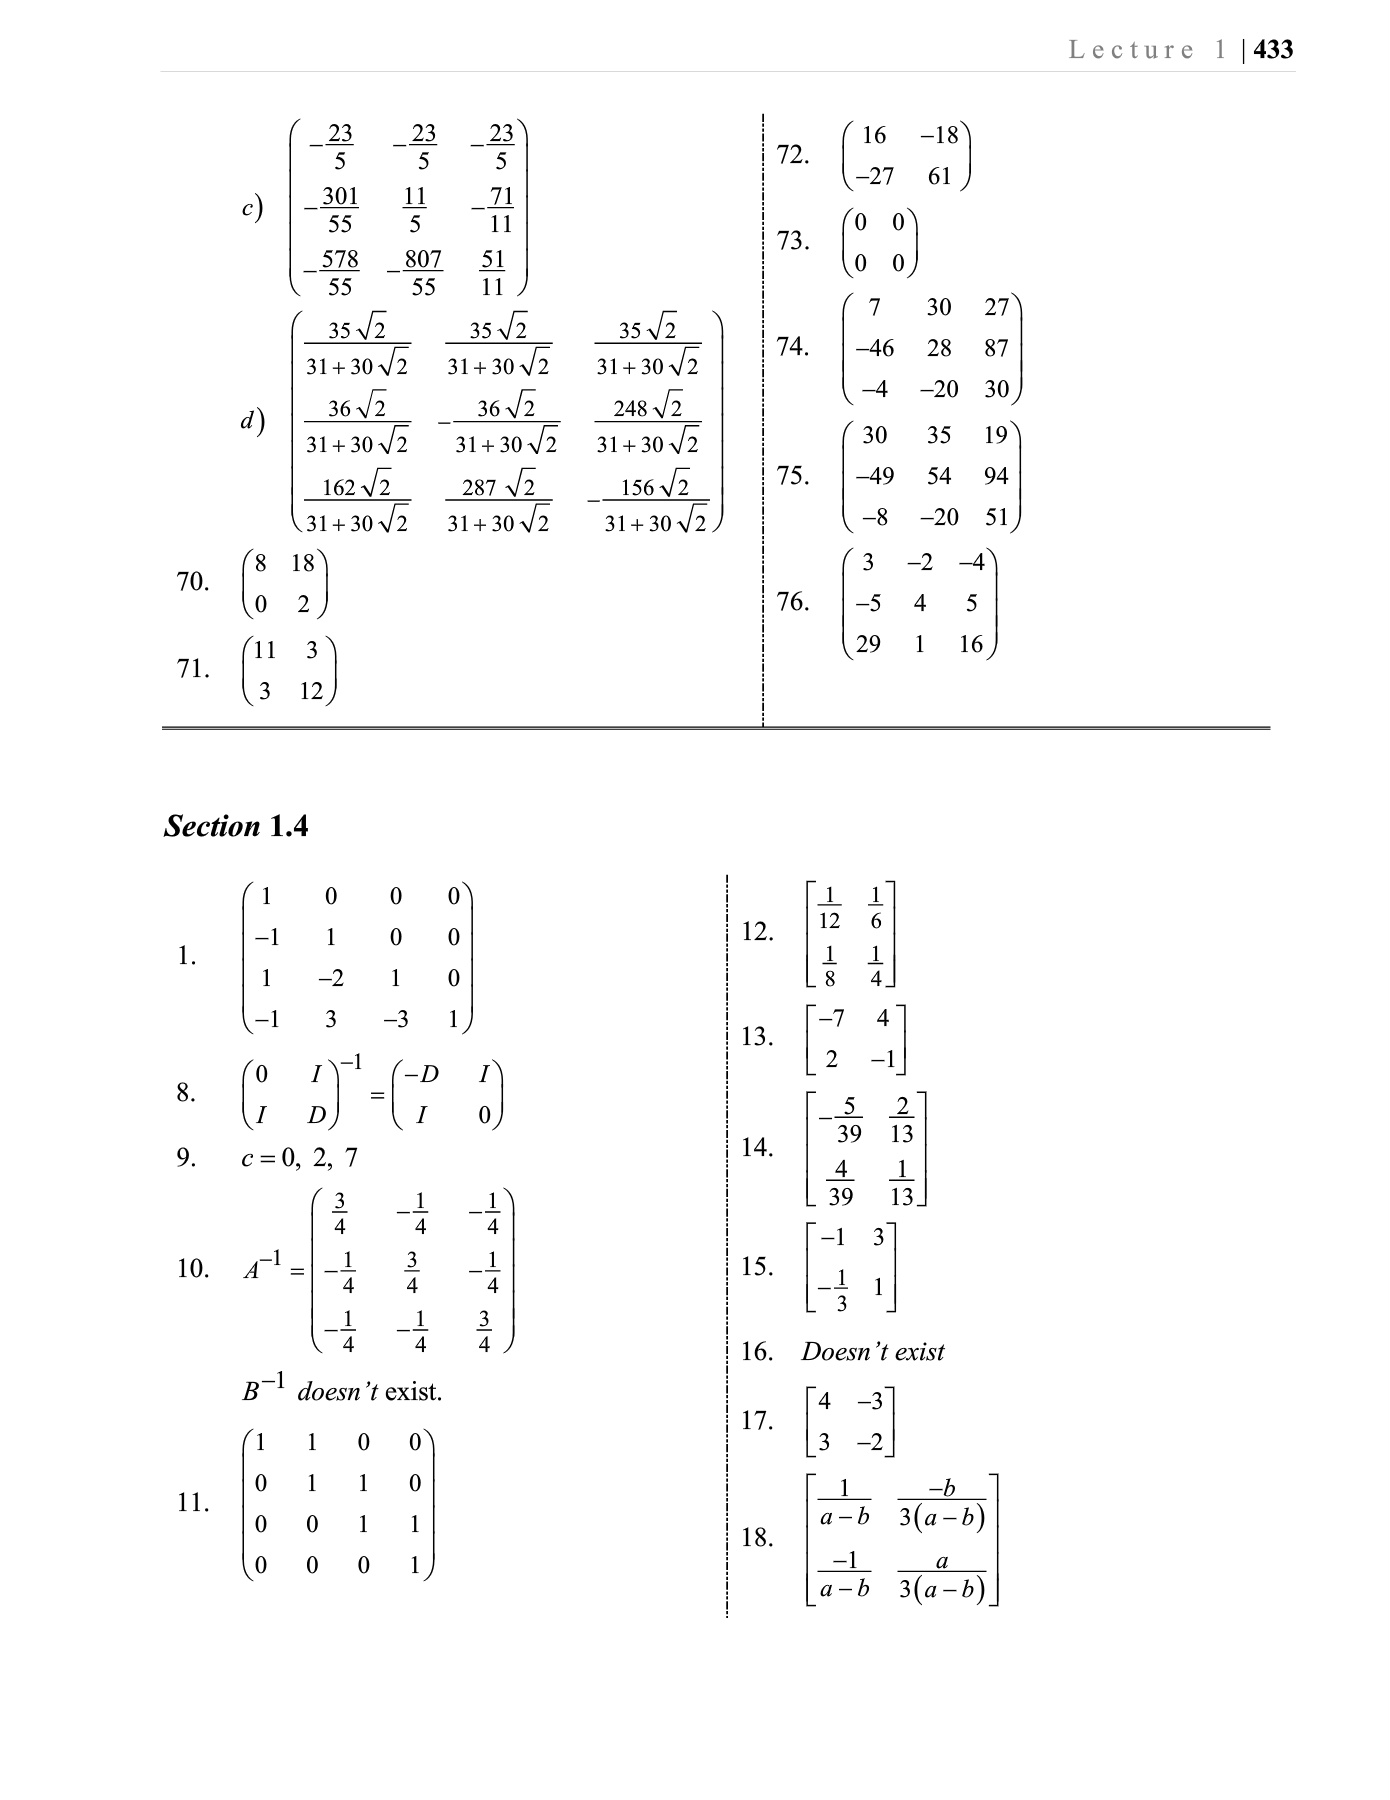 Lecture 1 | 433
c) $\begin{pmatrix} -\frac{23}{5} & -\frac{23}{5} & -\frac{23}{5} \\ -\frac{301}{55} & \frac{11}{5} & -\frac{71}{11} \\ -\frac{578}{55} & -\frac{807}{55} & \frac{51}{11} \end{pmatrix}$
d) $\begin{pmatrix} \frac{35\sqrt{2}}{31+30\sqrt{2}} & \frac{35\sqrt{2}}{31+30\sqrt{2}} & \frac{35\sqrt{2}}{31+30\sqrt{2}} \\ \frac{36\sqrt{2}}{31+30\sqrt{2}} & -\frac{36\sqrt{2}}{31+30\sqrt{2}} & \frac{248\sqrt{2}}{31+30\sqrt{2}} \\ \frac{162\sqrt{2}}{31+30\sqrt{2}} & \frac{287\sqrt{2}}{31+30\sqrt{2}} & -\frac{156\sqrt{2}}{31+30\sqrt{2}} \end{pmatrix}$
70. $\begin{pmatrix} 8 & 18 \\ 0 & 2 \end{pmatrix}$
71. $\begin{pmatrix} 11 & 3 \\ 3 & 12 \end{pmatrix}$
72. $\begin{pmatrix} 16 & -18 \\ -27 & 61 \end{pmatrix}$
73. $\begin{pmatrix} 0 & 0 \\ 0 & 0 \end{pmatrix}$
74. $\begin{pmatrix} 7 & 30 & 27 \\ -46 & 28 & 87 \\ -4 & -20 & 30 \end{pmatrix}$
75. $\begin{pmatrix} 30 & 35 & 19 \\ -49 & 54 & 94 \\ -8 & -20 & 51 \end{pmatrix}$
76. $\begin{pmatrix} 3 & -2 & -4 \\ -5 & 4 & 5 \\ 29 & 1 & 16 \end{pmatrix}$
Section 1.4
1. $\begin{pmatrix} 1 & 0 & 0 & 0 \\ -1 & 1 & 0 & 0 \\ 1 & -2 & 1 & 0 \\ -1 & 3 & -3 & 1 \end{pmatrix}$
8. $\begin{pmatrix} 0 & I \\ I & D \end{pmatrix}^{-1} = \begin{pmatrix} -D & I \\ I & 0 \end{pmatrix}$
9. $c = 0, 2, 7$
10. $A^{-1} = \begin{pmatrix} \frac{3}{4} & -\frac{1}{4} & -\frac{1}{4} \\ -\frac{1}{4} & \frac{3}{4} & -\frac{1}{4} \\ -\frac{1}{4} & -\frac{1}{4} & \frac{3}{4} \end{pmatrix}$
$B^{-1}$ doesn't exist.
11. $\begin{pmatrix} 1 & 1 & 0 & 0 \\ 0 & 1 & 1 & 0 \\ 0 & 0 & 1 & 1 \\ 0 & 0 & 0 & 1 \end{pmatrix}$
12. $\begin{bmatrix} \frac{1}{12} & \frac{1}{6} \\ \frac{1}{8} & \frac{1}{4} \end{bmatrix}$
13. $\begin{bmatrix} -7 & 4 \\ 2 & -1 \end{bmatrix}$
14. $\begin{bmatrix} -\frac{5}{39} & \frac{2}{13} \\ \frac{4}{39} & \frac{1}{13} \end{bmatrix}$
15. $\begin{bmatrix} -1 & 3 \\ -\frac{1}{3} & 1 \end{bmatrix}$
16. Doesn't exist
17. $\begin{bmatrix} 4 & -3 \\ 3 & -2 \end{bmatrix}$
18. $\begin{bmatrix} \frac{1}{a-b} & \frac{-b}{3(a-b)} \\ \frac{-1}{a-b} & \frac{a}{3(a-b)} \end{bmatrix}$